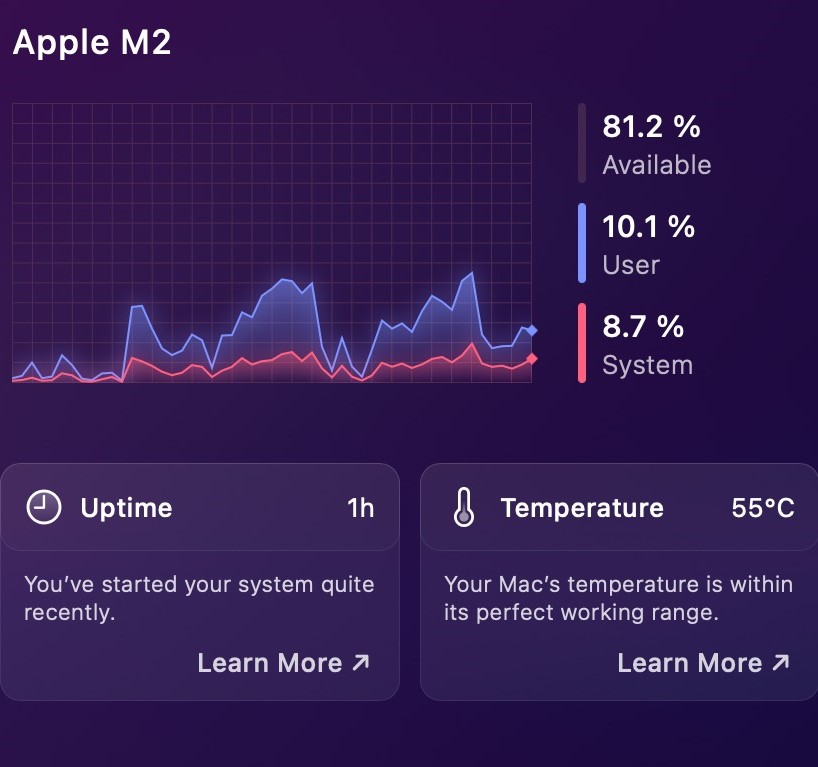 Apple M2
81.2 %
Available
10.1 %
User
8.7 %
System
Uptime
1h
You’ve started your system quite
recently.
Learn More ↗
Temperature
55°C
Your Mac’s temperature is within
its perfect working range.
Learn More ↗